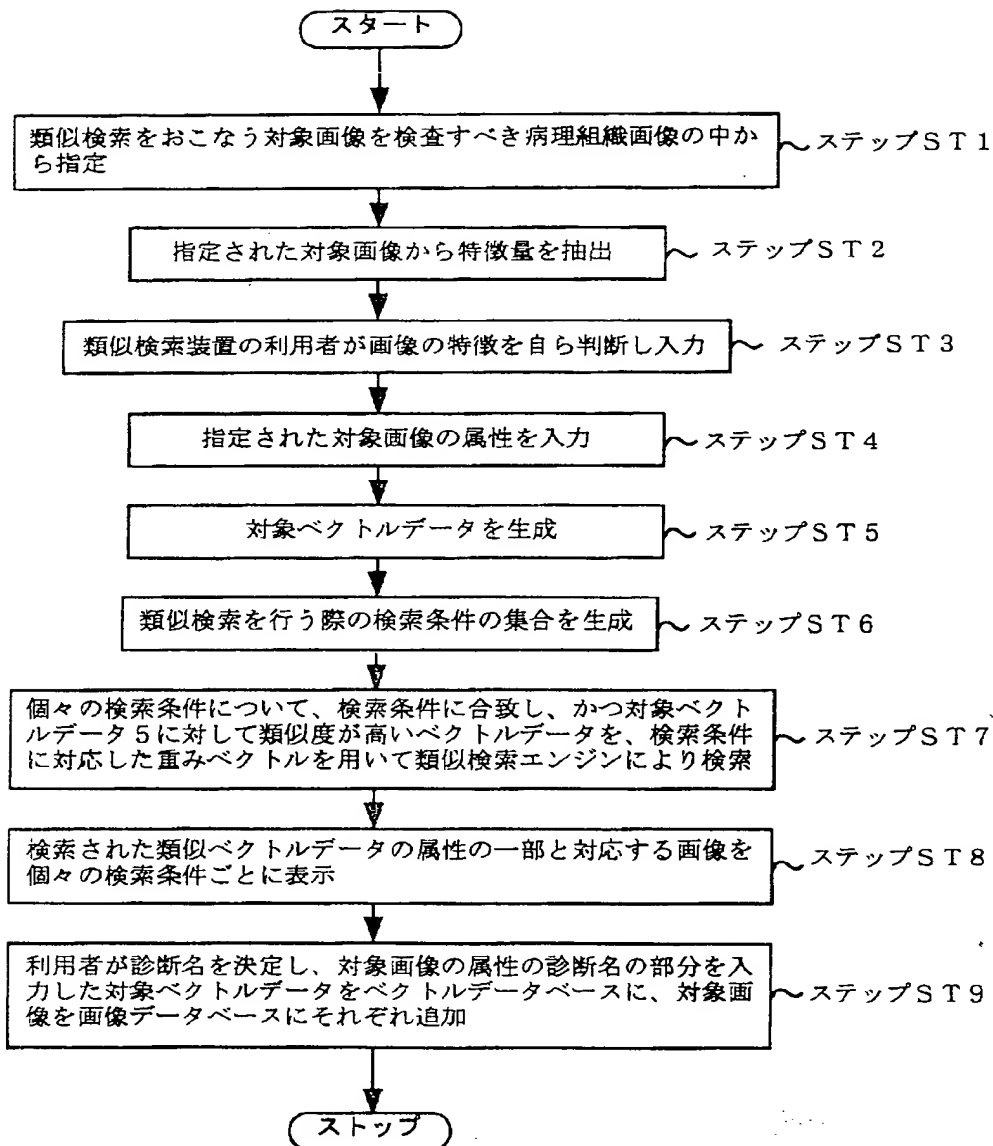 スタート
類似検索をおこなう対象画像を検査すべき病理組織画像の中か
ら指定
ステップST1
指定された対象画像から特徴量を抽出
ステップST2
類似検索装置の利用者が画像の特徴を自ら判断し入力
ステップST3
指定された対象画像の属性を入力
ステップST4
対象ベクトルデータを生成
ステップST5
類似検索を行う際の検索条件の集合を生成
ステップST6
個々の検索条件について、検索条件に合致し、かつ対象ベクト
ルデータ5に対して類似度が高いベクトルデータを、検索条件
に対応した重みベクトルを用いて類似検索エンジンにより検索
ステップST7
検索された類似ベクトルデータの属性の一部と対応する画像を
個々の検索条件ごとに表示
ステップST8
利用者が診断名を決定し、対象画像の属性の診断名の部分を入
力した対象ベクトルデータをベクトルデータベースに、対象画
像を画像データベースにそれぞれ追加
ステップST9
ストップ